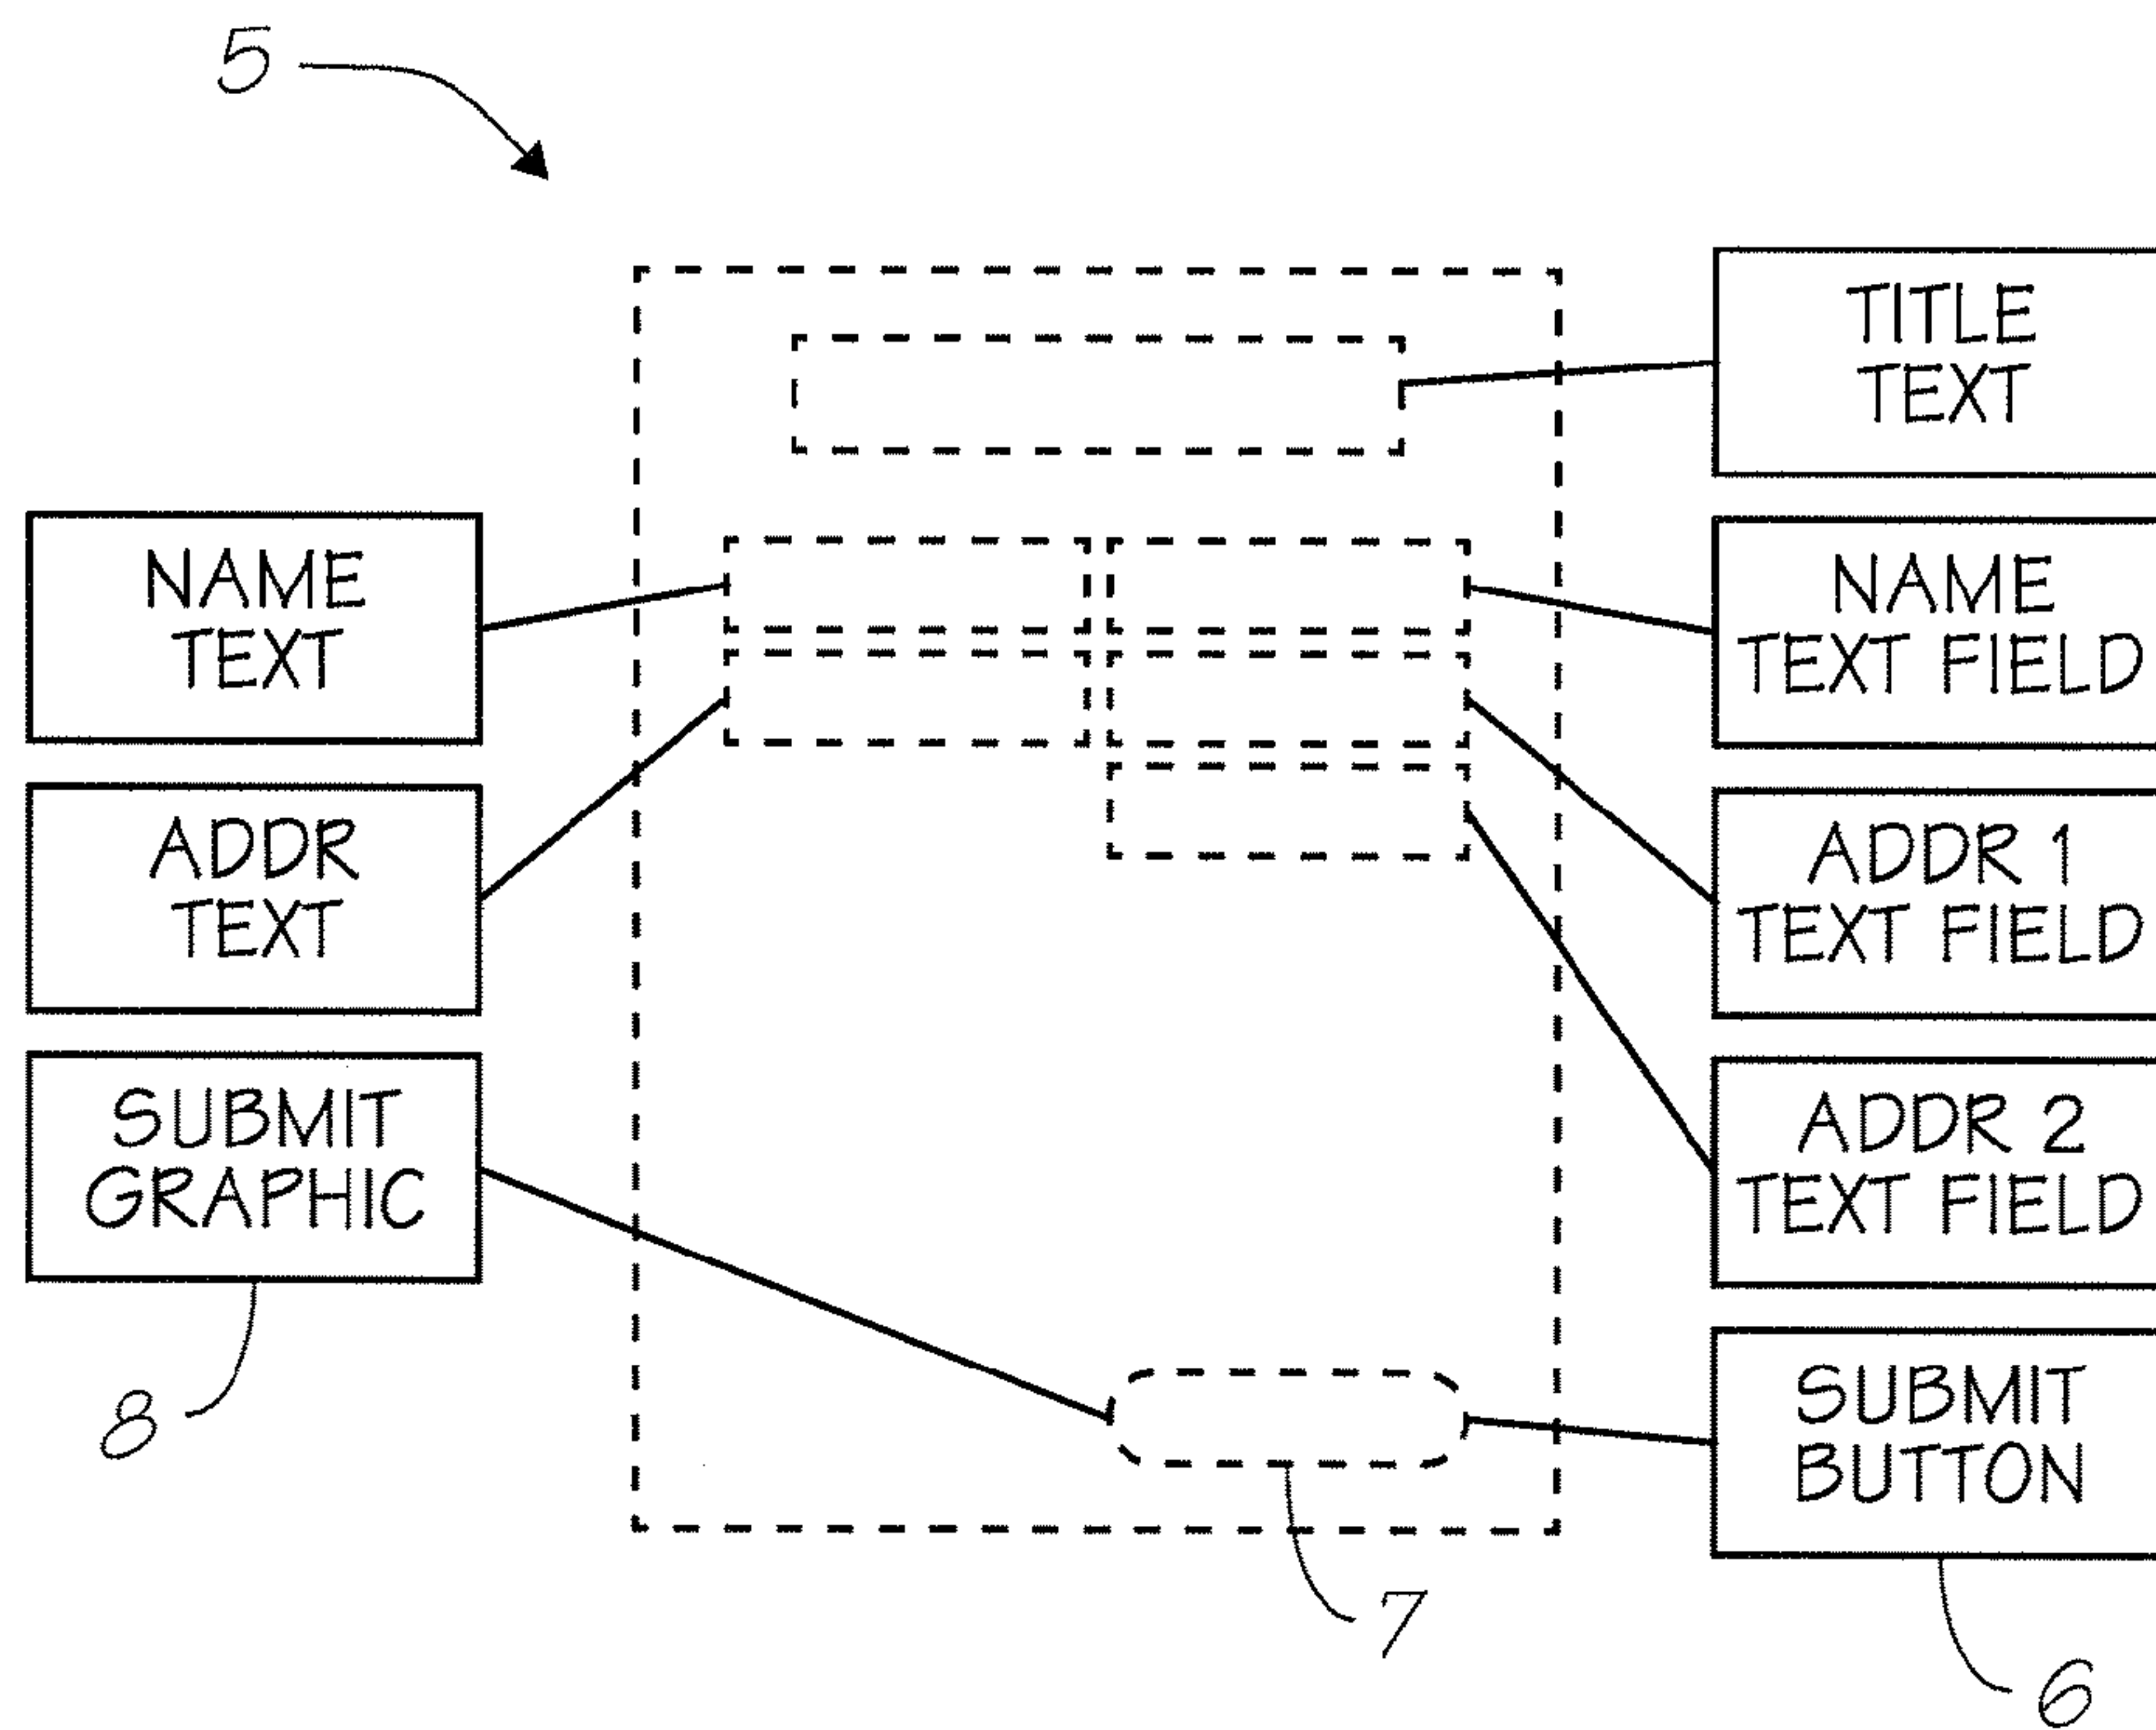 5
TITLE
TEXT
NAME
TEXT
NAME
TEXT FIELD
ADDR
TEXT
ADDR 1
TEXT FIELD
SUBMIT
GRAPHIC
ADDR 2
TEXT FIELD
8
SUBMIT
BUTTON
7
6